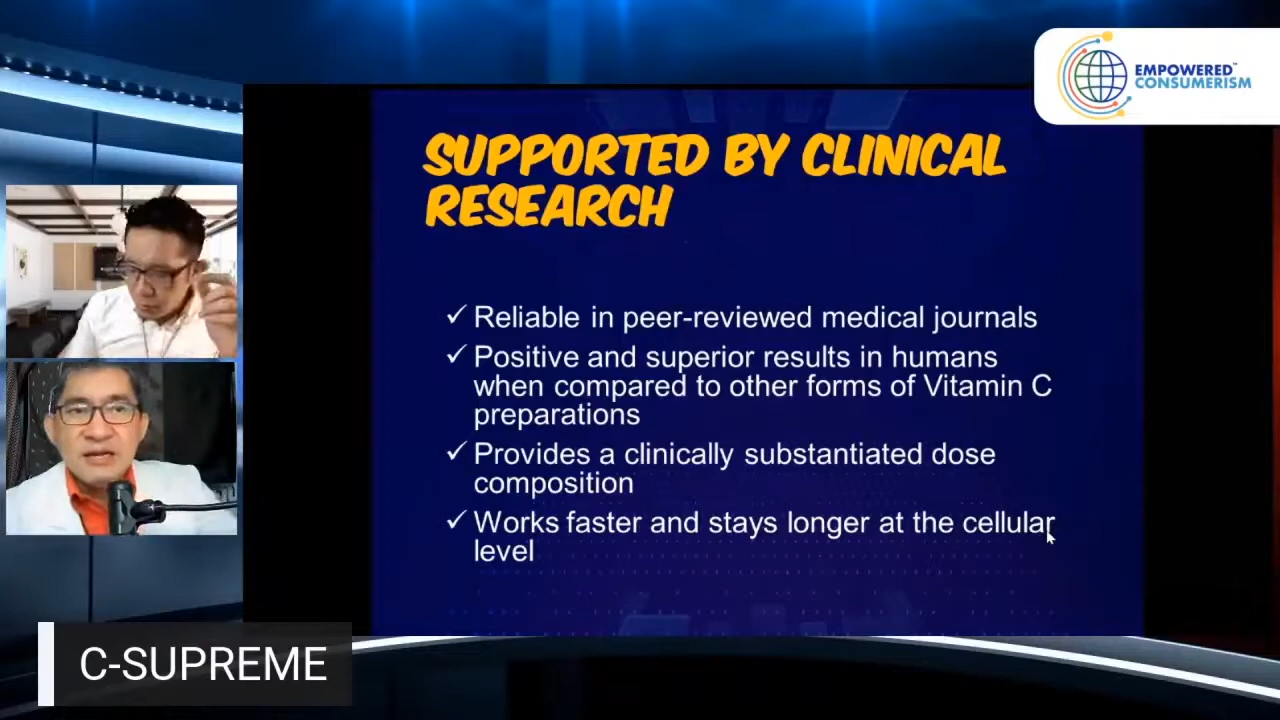 EMPOWERED™
CONSUMERISM
SUPPORTED BY CLINICAL
RESEARCH
✓ Reliable in peer-reviewed medical journals
✓ Positive and superior results in humans
when compared to other forms of Vitamin C
preparations
✓ Provides a clinically substantiated dose
composition
✓ Works faster and stays longer at the cellular
level
C-SUPREME